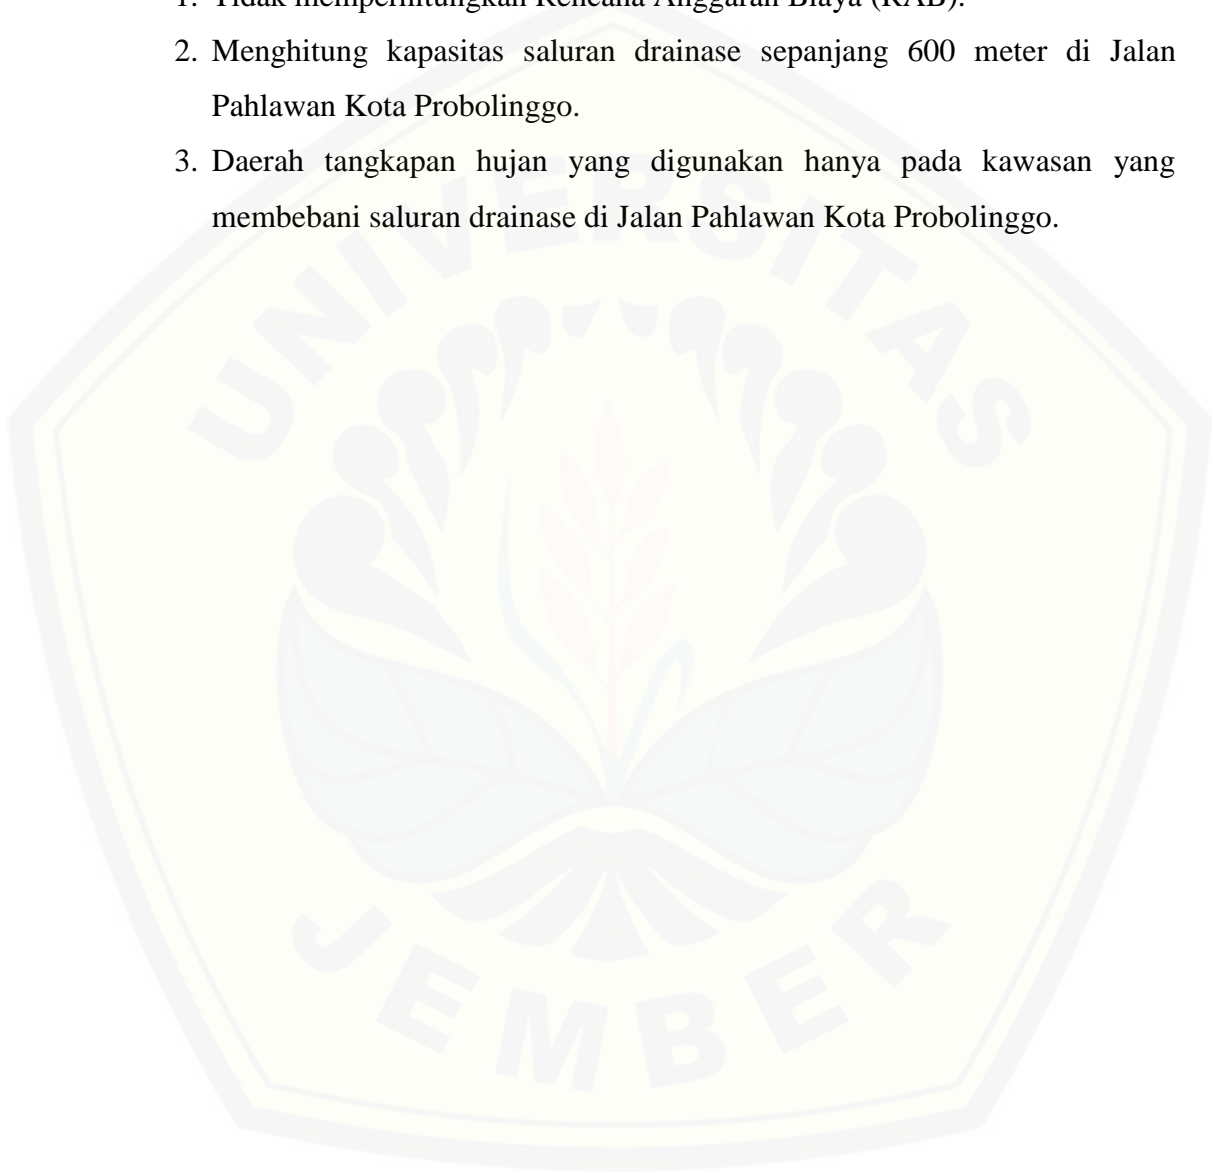 1. Tidak memperhitungkan Rencana Anggaran Biaya (RAB).
2. Menghitung kapasitas saluran drainase sepanjang 600 meter di Jalan
Pahlawan Kota Probolinggo.
3. Daerah tangkapan hujan yang digunakan hanya pada kawasan yang
membebani saluran drainase di Jalan Pahlawan Kota Probolinggo.
UNIVERSITAS
JEMBER